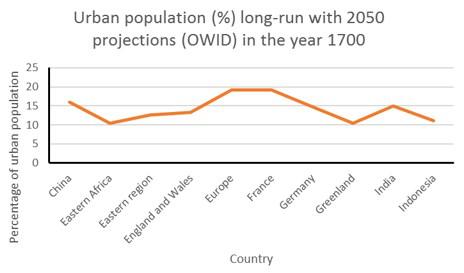 Urban population (%) long-run with 2050
projections (OWID) in the year 1700
Percentage of urban population
25
20
15
10
5
0
China
Eastern Africa
Eastern region
England and Wales
Europe
France
Germany
Greenland
India
Indonesia
Country